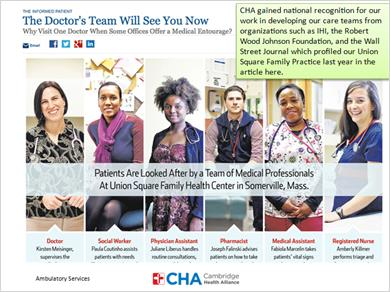 THE INFORMED PATIENT
The Doctor's Team Will See You Now
Why Visit One Doctor When Some Offices Offer a Medical Entourage?
Email
CHA gained national recognition for our
work in developing our care teams from
organizations such as IHI, the Robert
Wood Johnson Foundation, and the Wall
Street Journal which profiled our Union
Square Family Practice last year in the
article here.
Patients Are Looked After by a Team of Medical Professionals
At Union Square Family Health Center in Somerville, Mass.
Doctor
Kirsten Meisinger,
supervises the
Social Worker
Paula Coutinho assists
patients with needs
Physician Assistant
Juliane Liberus handles
routine consultations,
Pharmacist
Joseph Falinski advises
patients on how to take
Medical Assistant
Fabiola Marcelin takes
patients' vital signs
Registered Nurse
Amberly Killmer
performs triage and
Ambulatory Services
CHA Cambridge
Health Alliance